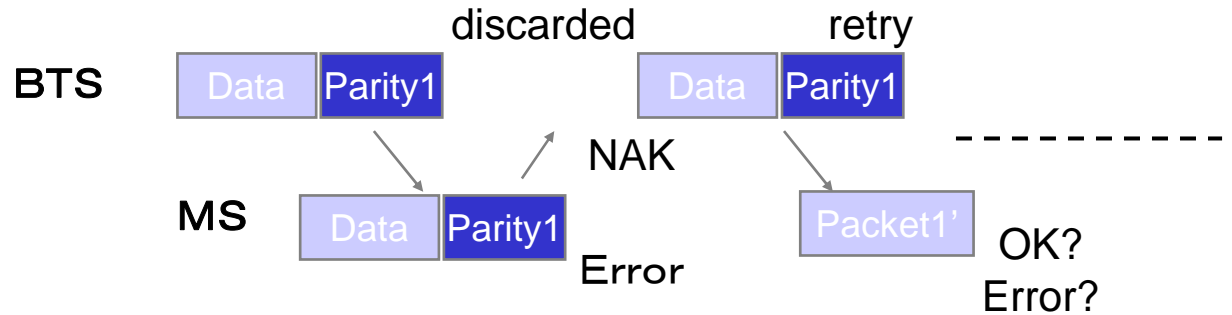 discarded retry
BTS Data Parity1 Data Parity1
NAK
MS Data Parity1 Packet1’
Error
OK?
Error?